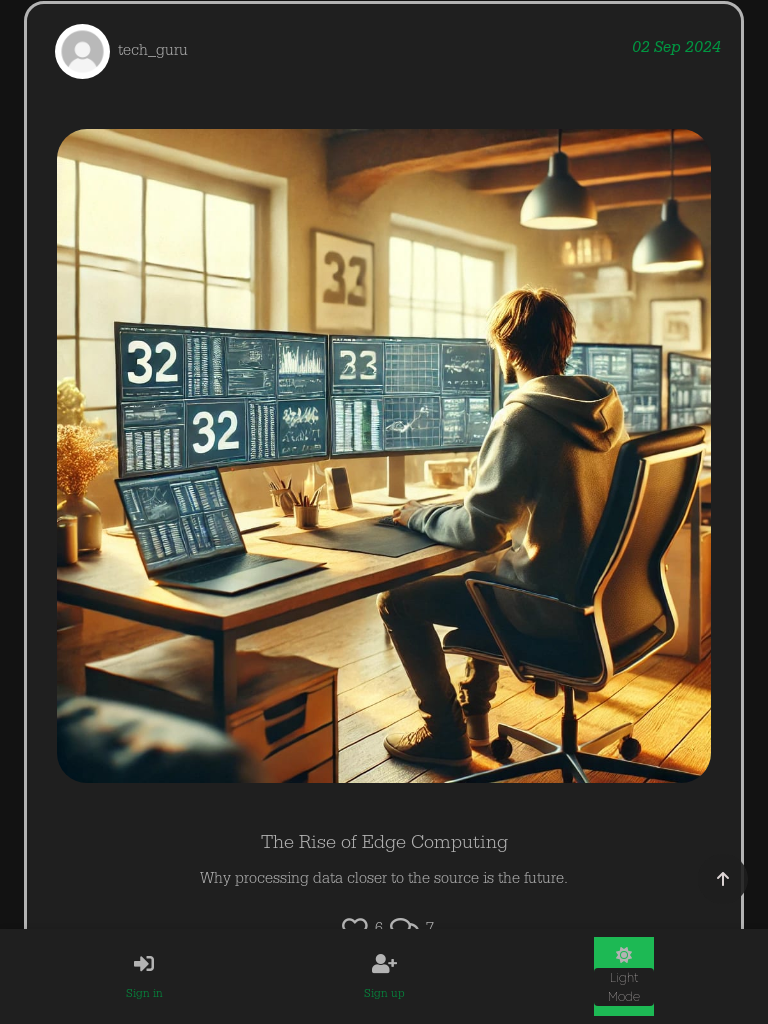 tech_guru
02 Sep 2024
33
32
33
32
The Rise of Edge Computing
Why processing data closer to the source is the future.
6 7
Sign in
Sign up
Light
Mode